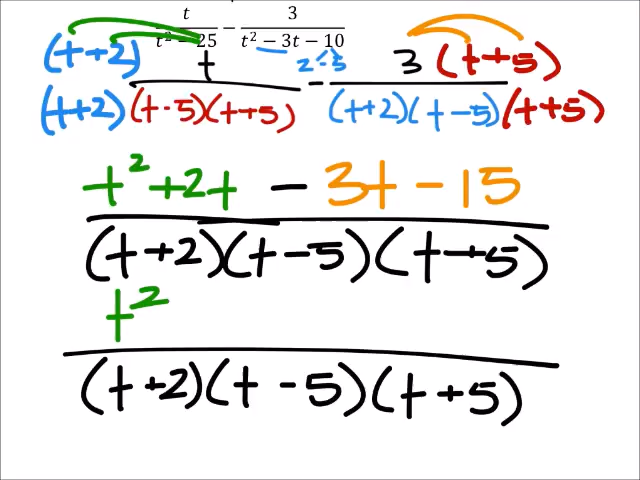 t/(t² − 25) − 3/(t² − 3t − 10)
(t+2) t 2 -5 3 (t+5)
(t+2) (t-5)(t+5) − (t+2)(t-5)(t+5)
t² +2t − 3t − 15
(t+2)(t-5)(t+5)
t²
(t+2)(t-5)(t+5)